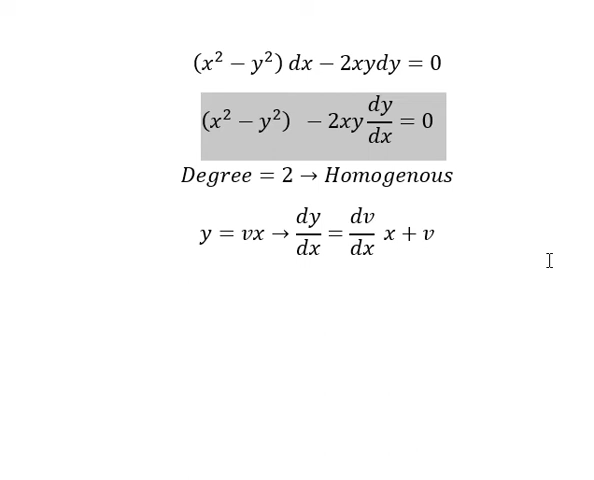 (x² − y²) dx − 2xydy = 0
(x² − y²) − 2xy dy/dx = 0
Degree = 2 → Homogenous
y = vx → dy/dx = dv/dx x + v